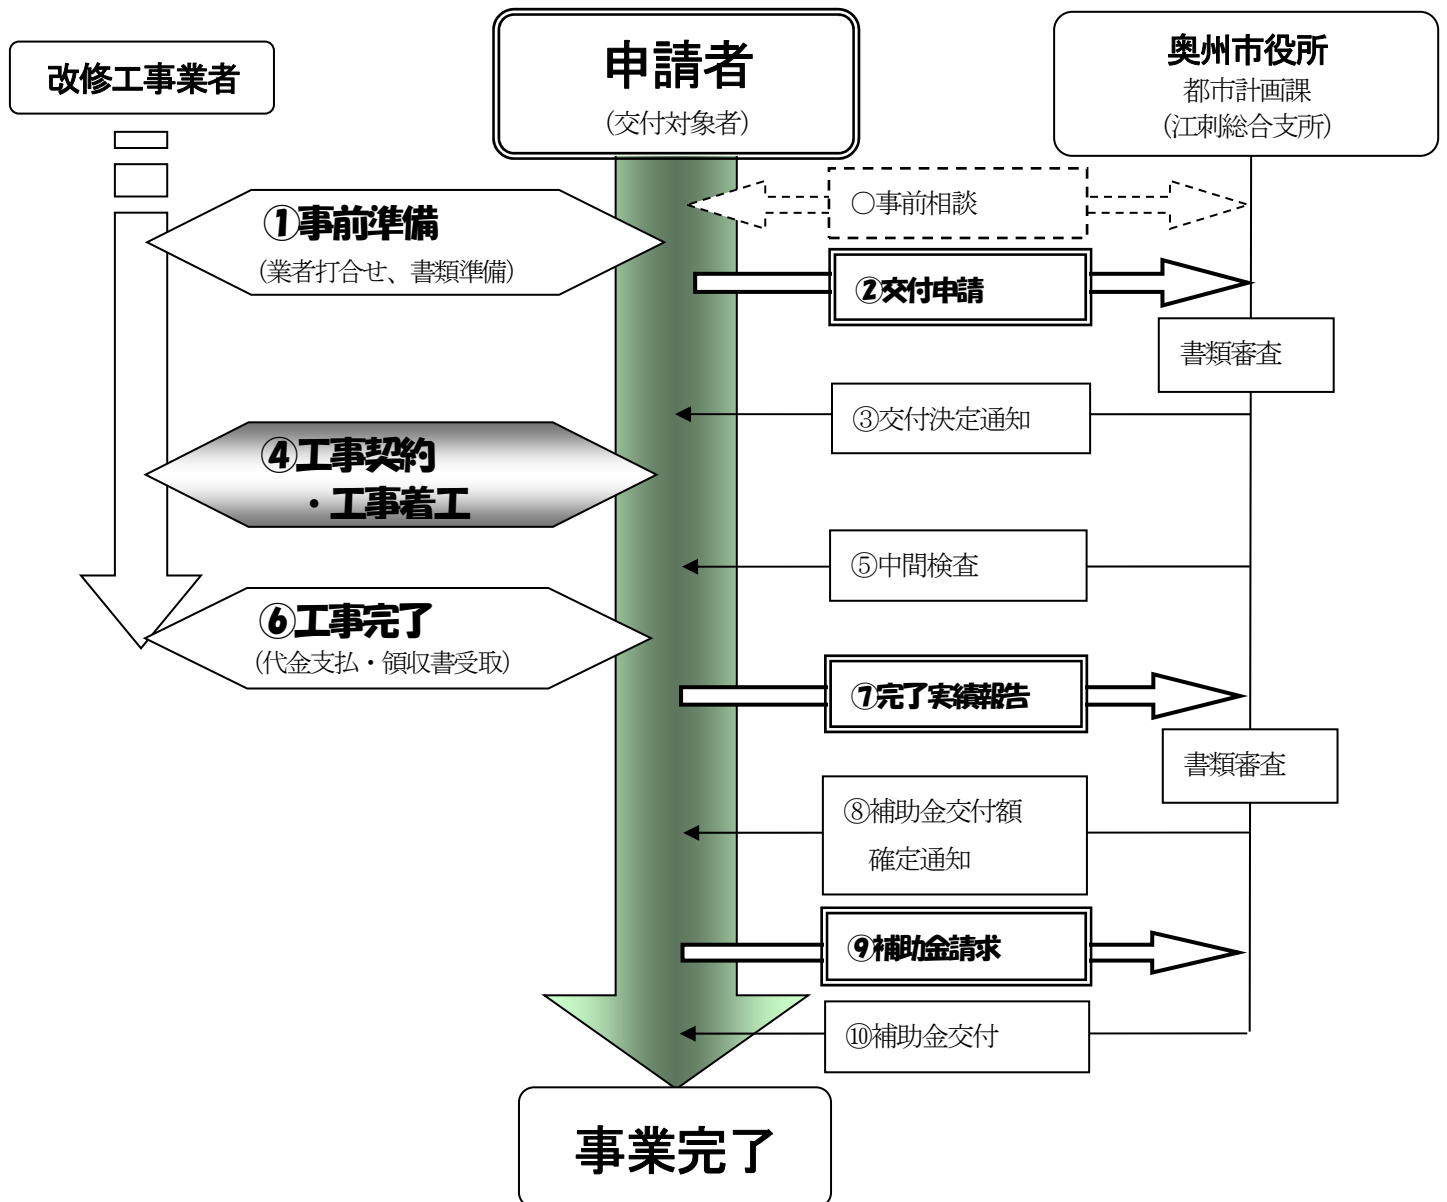 改修工事業者
申請者
(交付対象者)
奥州市役所
都市計画課
(江刺総合支所)
○事前相談
①事前準備
(業者打合せ、書類準備)
②交付申請
書類審査
③交付決定通知
④工事契約
・工事着工
⑤中間検査
⑥工事完了
(代金支払・領収書受取)
⑦完了実績報告
書類審査
⑧補助金交付額
確定通知
⑨補助金請求
⑩補助金交付
事業完了